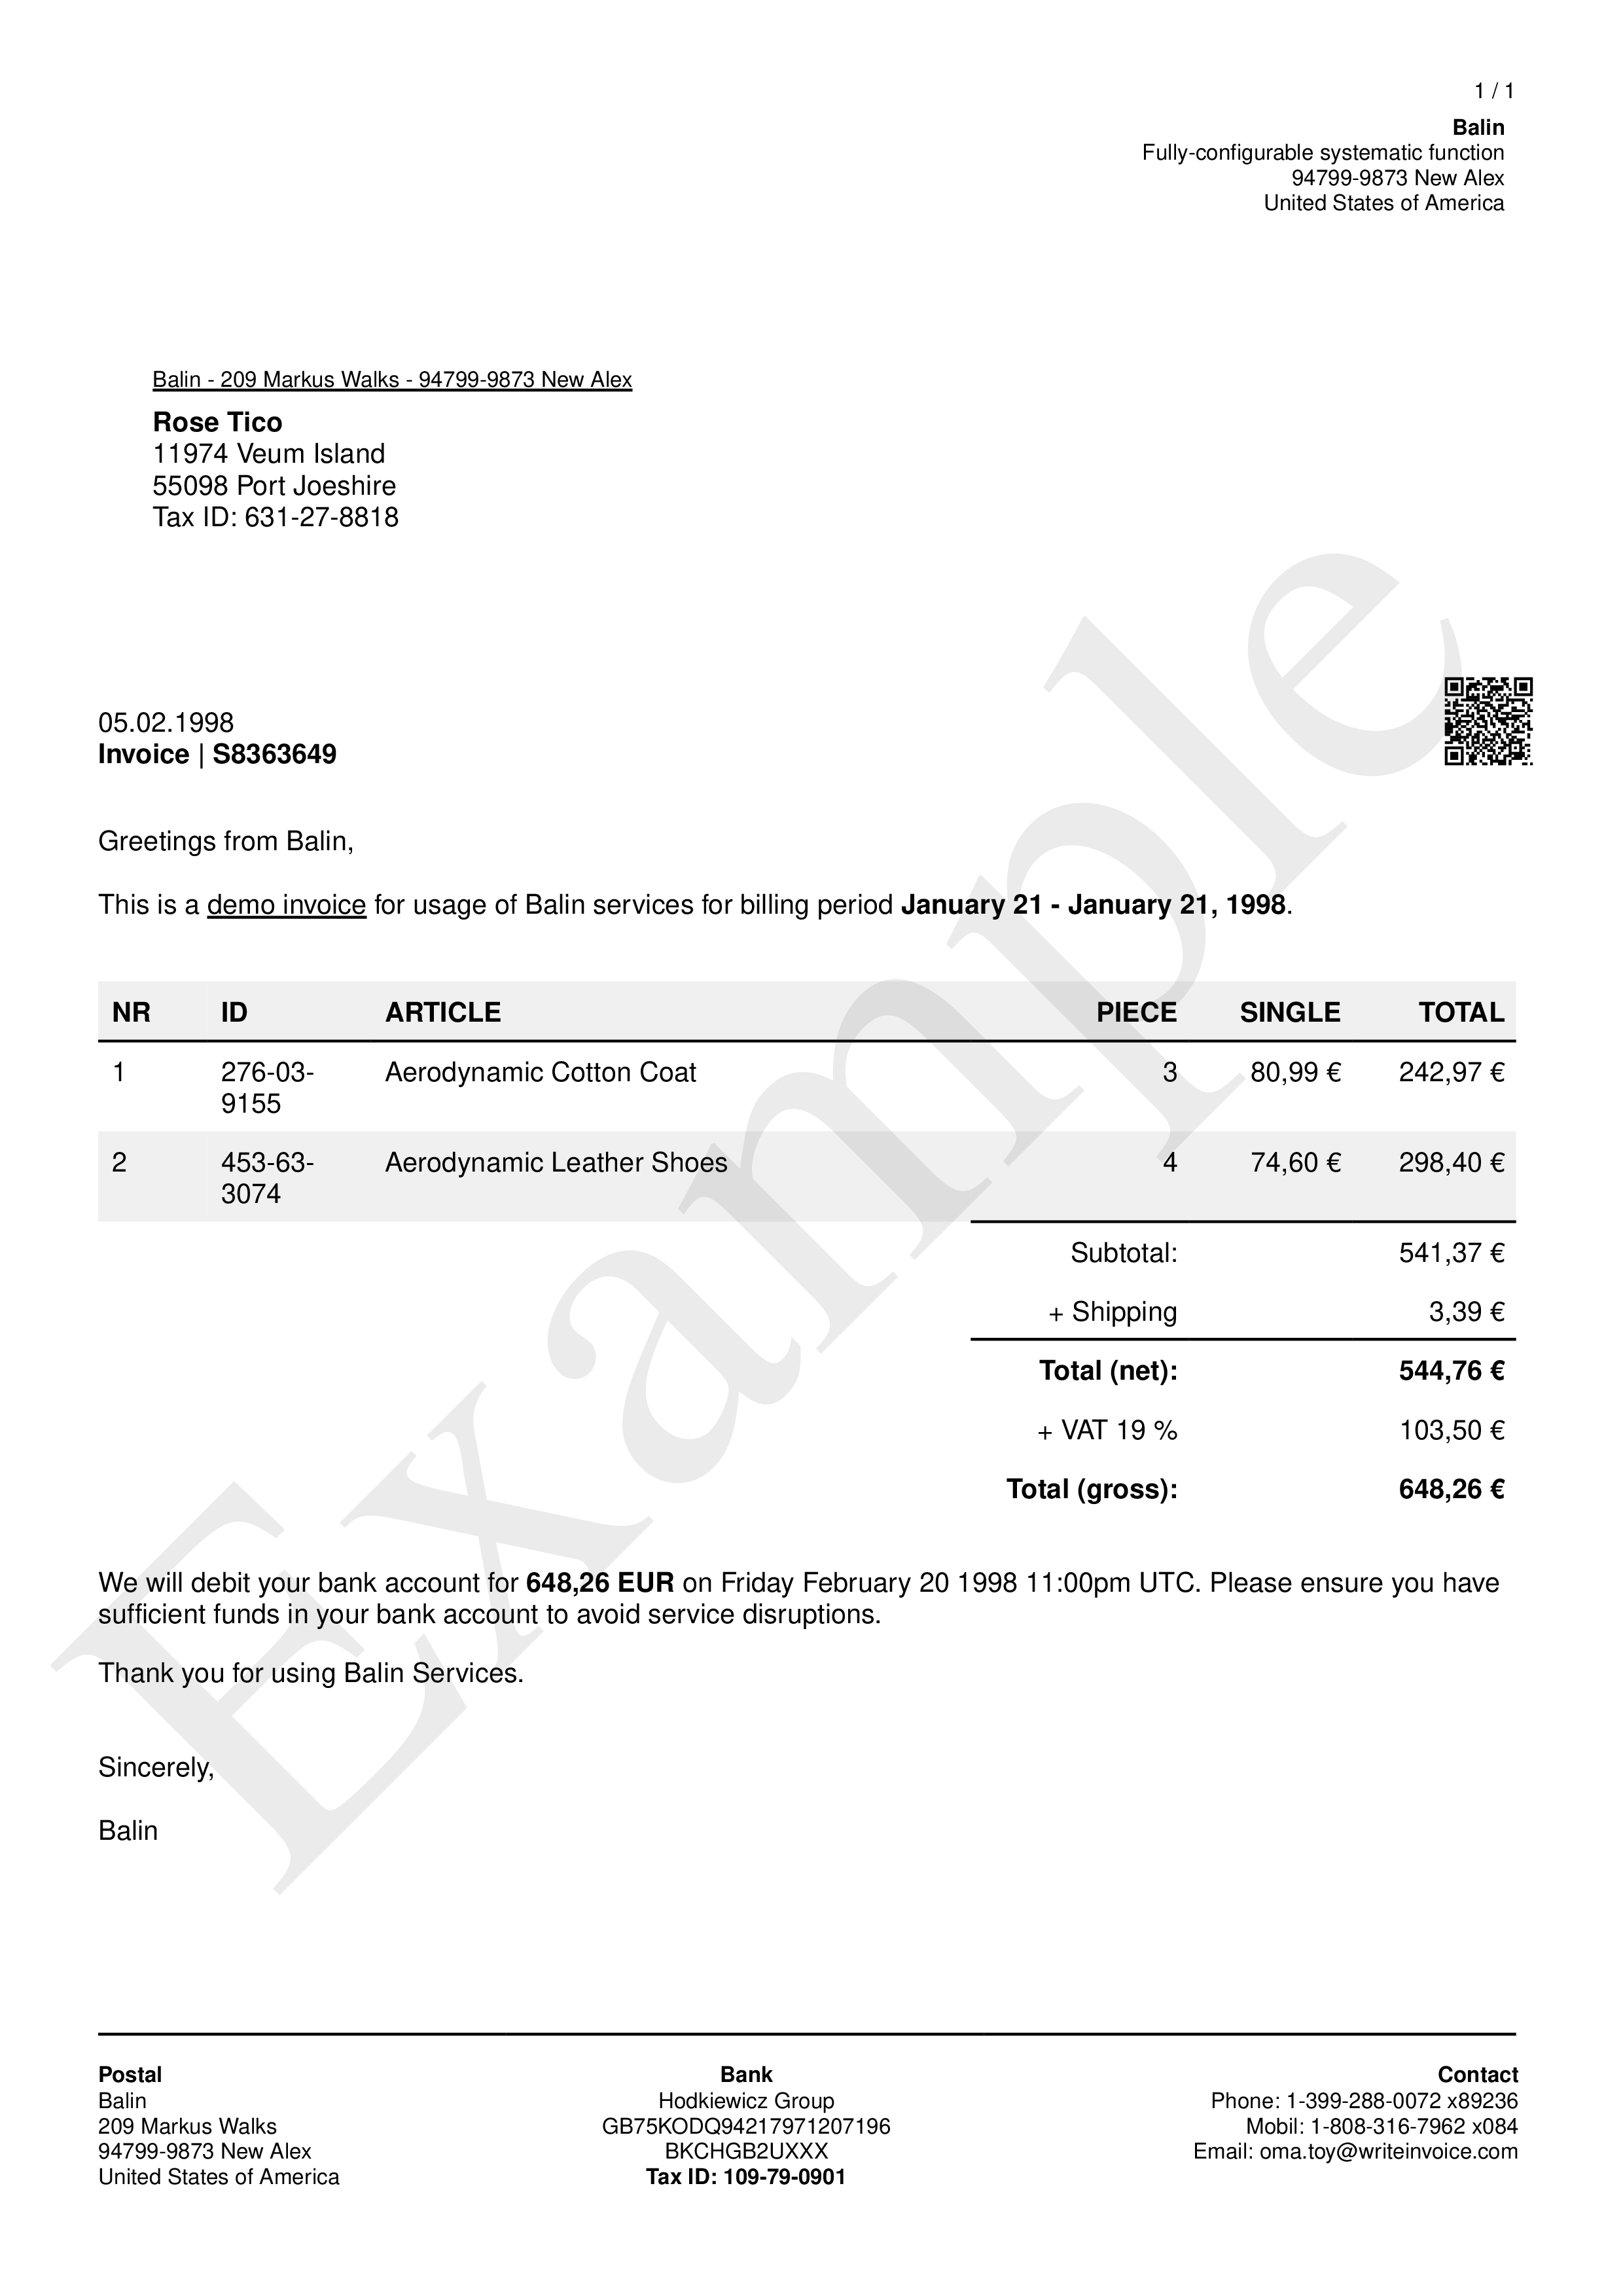 1 / 1
Balin
Fully-configurable systematic function
94799-9873 New Alex
United States of America
Balin - 209 Markus Walks - 94799-9873 New Alex
Rose Tico
11974 Veum Island
55098 Port Joeshire
Tax ID: 631-27-8818
05.02.1998
Invoice | S8363649
Greetings from Balin,
This is a demo invoice for usage of Balin services for billing period January 21 - January 21, 1998.
NR ID ARTICLE PIECE SINGLE TOTAL
1 276-03- Aerodynamic Cotton Coat 3 80,99 € 242,97 €
9155
2 453-63- Aerodynamic Leather Shoes 4 74,60 € 298,40 €
3074
Subtotal: 541,37 €
+ Shipping 3,39 €
Total (net): 544,76 €
+ VAT 19 % 103,50 €
Total (gross): 648,26 €
We will debit your bank account for 648,26 EUR on Friday February 20 1998 11:00pm UTC. Please ensure you have
sufficient funds in your bank account to avoid service disruptions.
Thank you for using Balin Services.
Sincerely,
Balin
Example
Postal
Balin
209 Markus Walks
94799-9873 New Alex
United States of America
Bank
Hodkiewicz Group
GB75KODQ94217971207196
BKCHGB2UXXX
Tax ID: 109-79-0901
Contact
Phone: 1-399-288-0072 x89236
Mobil: 1-808-316-7962 x084
Email: oma.toy@writeinvoice.com